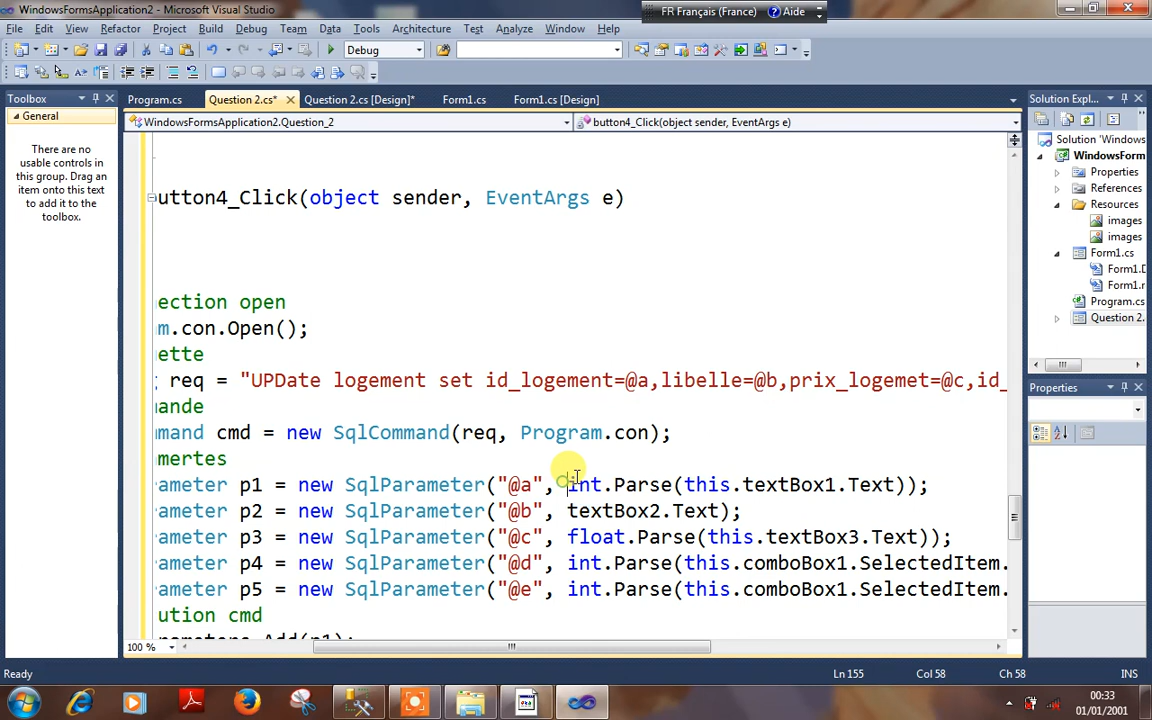 WindowsFormsApplication2 - Microsoft Visual Studio
FR Français (France) Aide
File Edit View Refactor Project Build Debug Team Data Tools Architecture Test Analyze Window Help
Debug
Toolbox
Program.cs Question 2.cs* Question 2.cs [Design]* Form1.cs Form1.cs [Design]
Solution Expl...
General
WindowsFormsApplication2.Question_2
button4_Click(object sender, EventArgs e)
There are no
usable controls in
this group. Drag an
item onto this text
to add it to the
toolbox.
Solution 'Windows
WindowsForm
Properties
References
Resources
images
images
Form1.cs
Form1.D
Form1.r
Program.cs
Question 2.
utton4_Click(object sender, EventArgs e)
ection open
m.con.Open();
ette
req = "UPDate logement set id_logement=@a,libelle=@b,prix_logemet=@c,id_
ande
mmand cmd = new SqlCommand(req, Program.con);
mertes
ameter p1 = new SqlParameter("@a", int.Parse(this.textBox1.Text));
ameter p2 = new SqlParameter("@b", textBox2.Text);
ameter p3 = new SqlParameter("@c", float.Parse(this.textBox3.Text));
ameter p4 = new SqlParameter("@d", int.Parse(this.comboBox1.SelectedItem.
ameter p5 = new SqlParameter("@e", int.Parse(this.comboBox1.SelectedItem.
ution cmd
Properties
100 %
Ready
Ln 155 Col 58 Ch 58 INS
00:33
01/01/2001